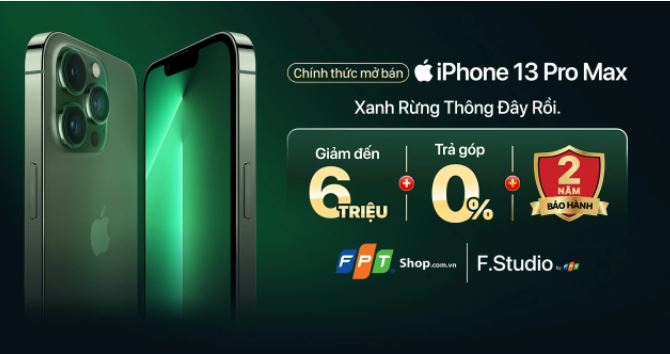 Chính thức mở bán
iPhone 13 Pro Max
Xanh Rừng Thông Đây Rồi.
Giảm đến
6 TRIỆU
+
Trả góp
0%
+
2
NĂM
BẢO HÀNH
FPT Shop.com.vn
F.Studio by FPT